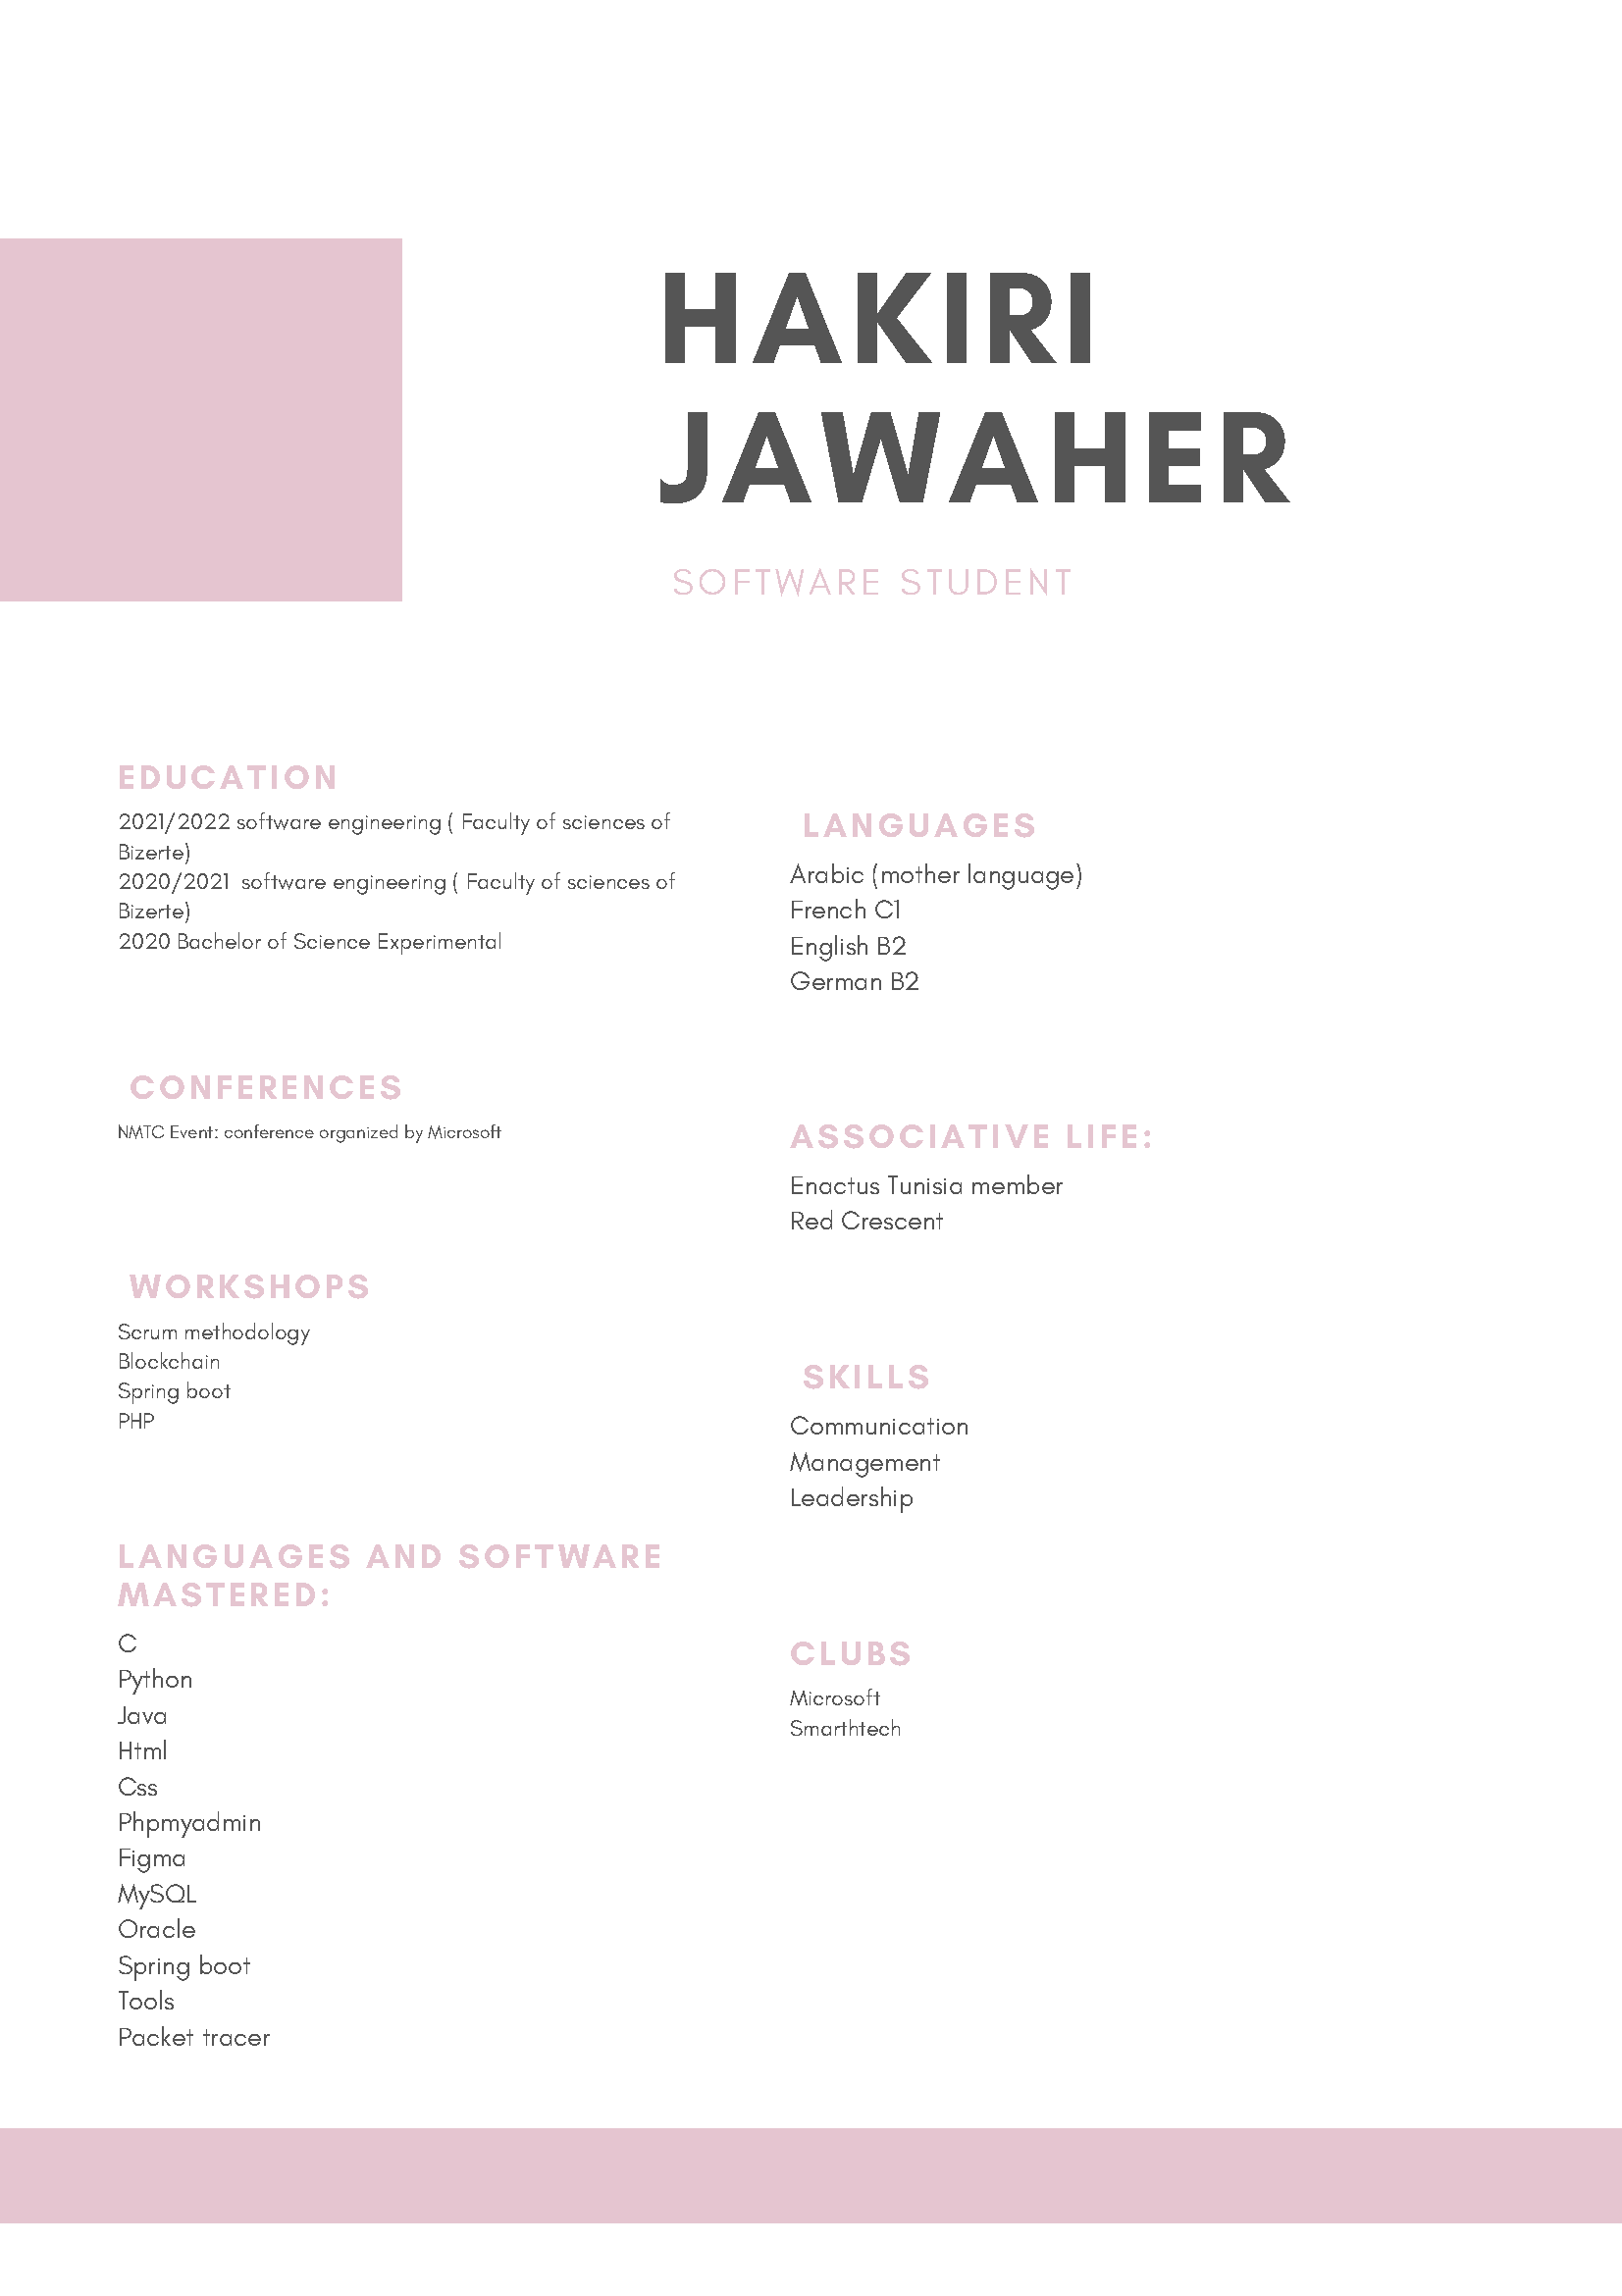 HAKIRI
JAWAHER
SOFTWARE STUDENT
EDUCATION
2021/2022 software engineering ( Faculty of sciences of
Bizerte)
2020/2021 software engineering ( Faculty of sciences of
Bizerte)
2020 Bachelor of Science Experimental
CONFERENCES
NMTC Event: conference organized by Microsoft
WORKSHOPS
Scrum methodology
Blockchain
Spring boot
PHP
LANGUAGES AND SOFTWARE
MASTERED:
C
Python
Java
Html
Css
Phpmyadmin
Figma
MySQL
Oracle
Spring boot
Tools
Packet tracer
LANGUAGES
Arabic (mother language)
French C1
English B2
German B2
ASSOCIATIVE LIFE:
Enactus Tunisia member
Red Crescent
SKILLS
Communication
Management
Leadership
CLUBS
Microsoft
Smarthtech